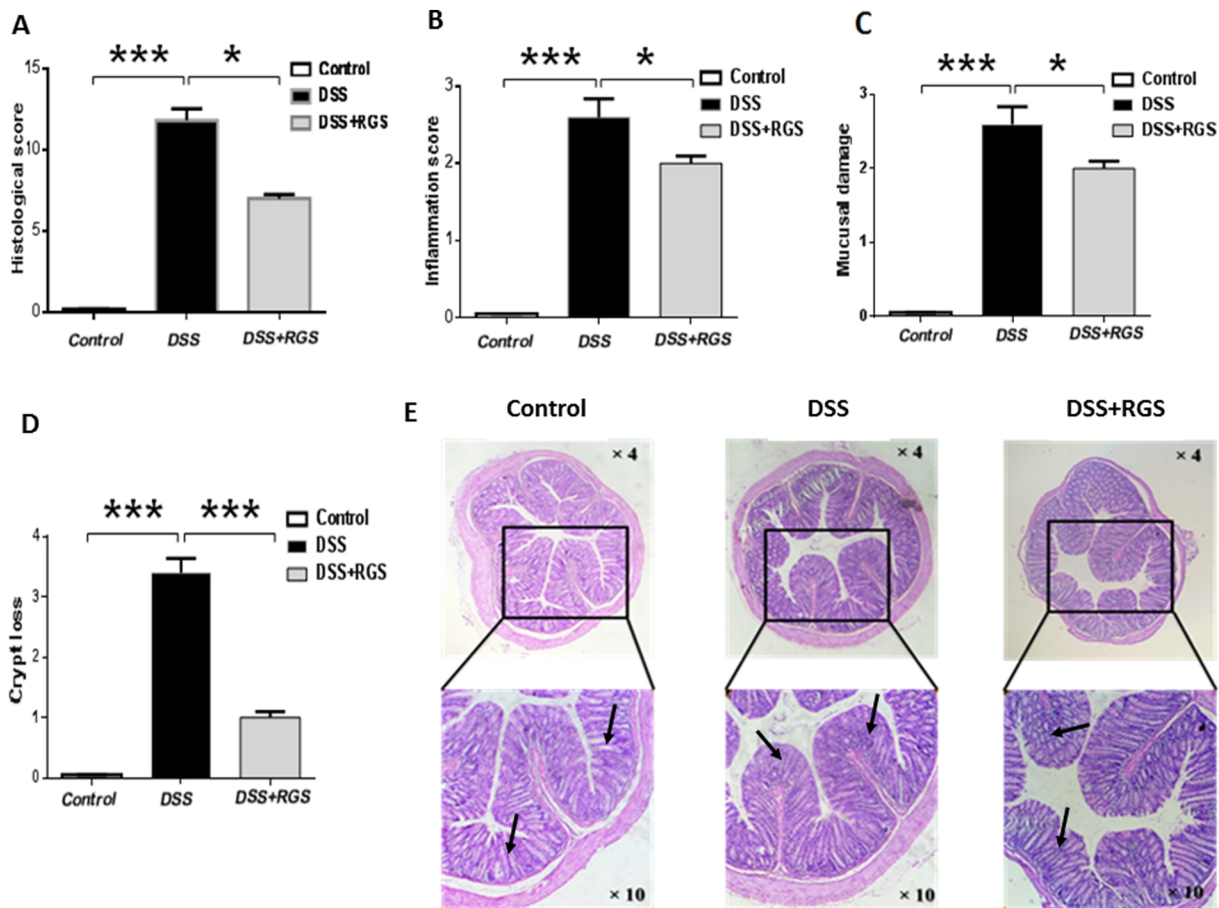 A
***
*
Control
DSS
DSS+RGS
Histological score
15
10
5
0
Control
DSS
DSS+RGS
B
***
*
Control
DSS
DSS+RGS
Inflammation score
3
2
1
0
Control
DSS
DSS+RGS
C
***
*
Control
DSS
DSS+RGS
Mucusal damage
3
2
1
0
Control
DSS
DSS+RGS
D
***
***
Control
DSS
DSS+RGS
Crypt loss
4
3
2
1
0
Control
DSS
DSS+RGS
E
Control
DSS
DSS+RGS
× 4
× 4
× 4
× 10
× 10
× 10